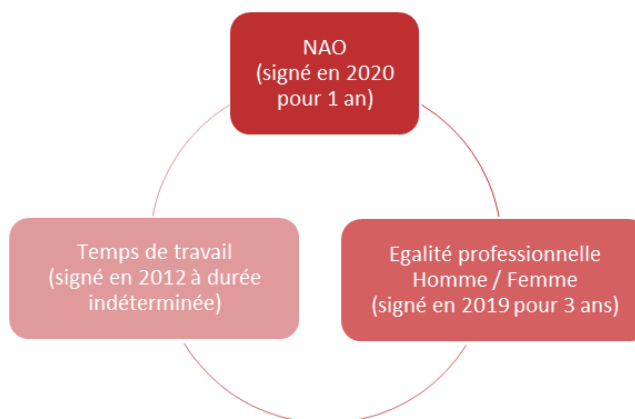 NAO
(signé en 2020
pour 1 an)
Temps de travail
(signé en 2012 à durée
indéterminée)
Egalité professionnelle
Homme / Femme
(signé en 2019 pour 3 ans)